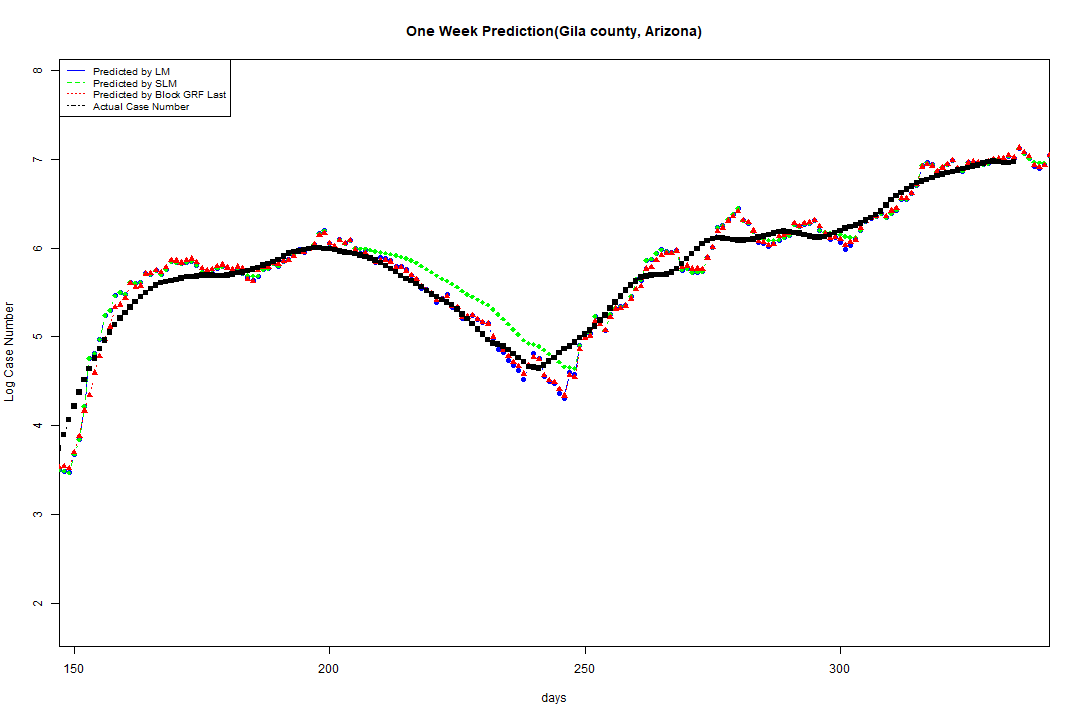 One Week Prediction(Gila county, Arizona)
Predicted by LM
Predicted by SLM
Predicted by Block GRF Last
Actual Case Number
8
7
6
5
4
3
2
Log Case Number
150 200 250 300
days